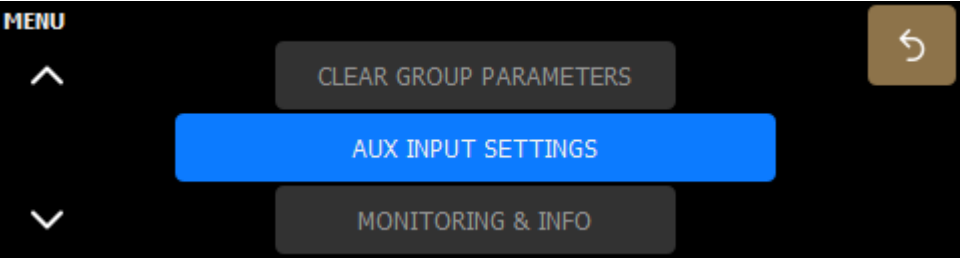 MENU
CLEAR GROUP PARAMETERS
AUX INPUT SETTINGS
MONITORING & INFO